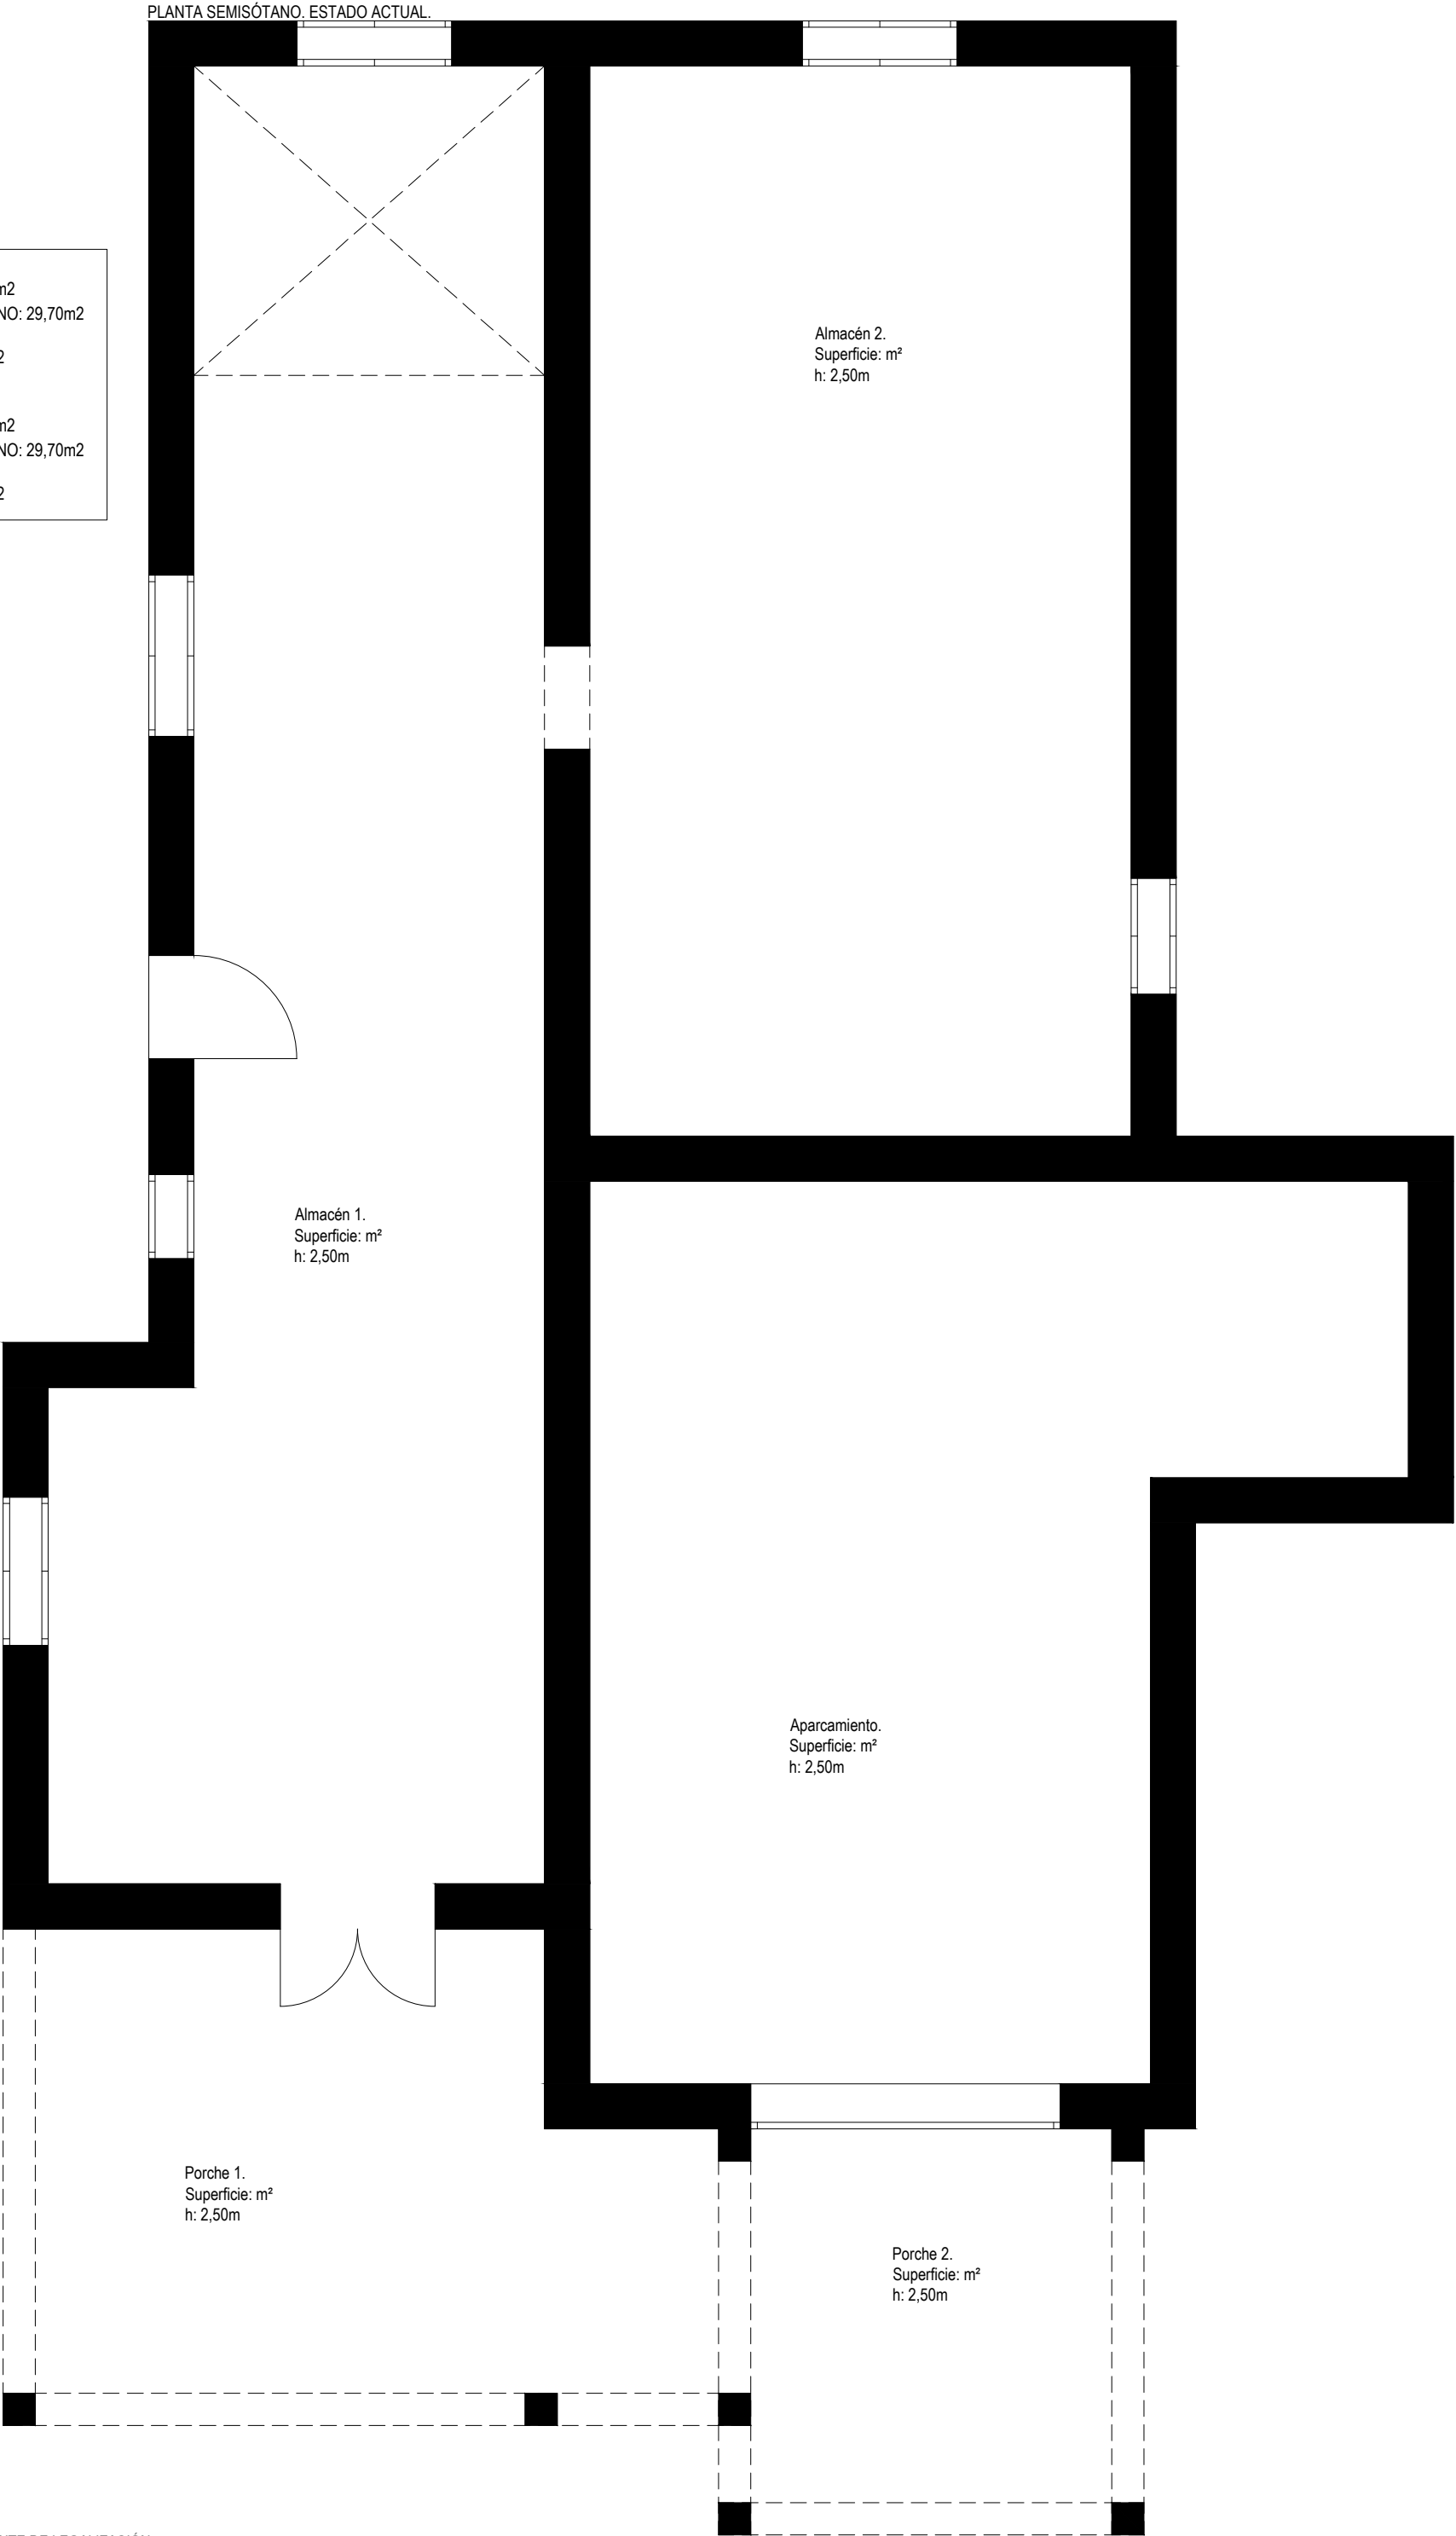 PLANTA SEMISÓTANO. ESTADO ACTUAL.
m2
NO: 29,70m2
2
m2
NO: 29,70m2
2
Almacén 2.
Superficie: m²
h: 2,50m
Almacén 1.
Superficie: m²
h: 2,50m
Aparcamiento.
Superficie: m²
h: 2,50m
Porche 1.
Superficie: m²
h: 2,50m
Porche 2.
Superficie: m²
h: 2,50m